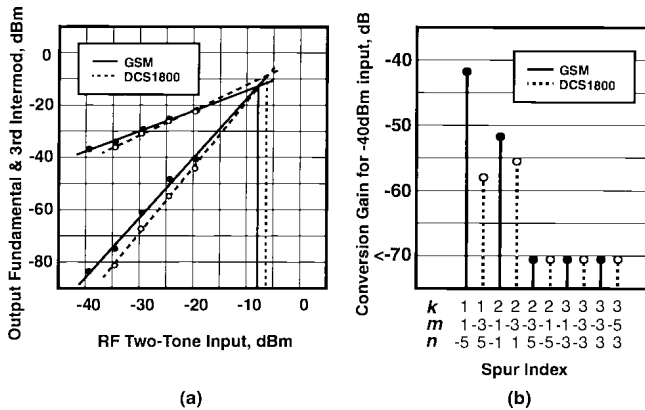 Output Fundamental & 3rd Intermod, dBm
0
-20
-40
-60
-80
GSM
DCS1800
-40 -30 -20 -10 0
RF Two-Tone Input, dBm
(a)
Conversion Gain for -40dBm input, dB
-40
-50
-60
<-70
GSM
DCS1800
k 1 1 2 2 2 2 3 3 3 3
m 1 -3 -1 -3 -3 -1 -1 -3 -3 -5
n -5 5 -1 1 5 -5 -3 -3 3 3
Spur Index
(b)